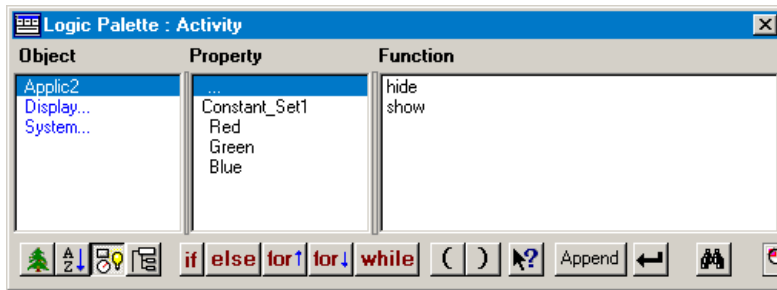 Logic Palette : Activity
Object Property Function
Applic2 ... hide
Display... Constant_Set1 show
System... Red
Green
Blue
A Z if else for↑ for↓ while ( ) ? Append